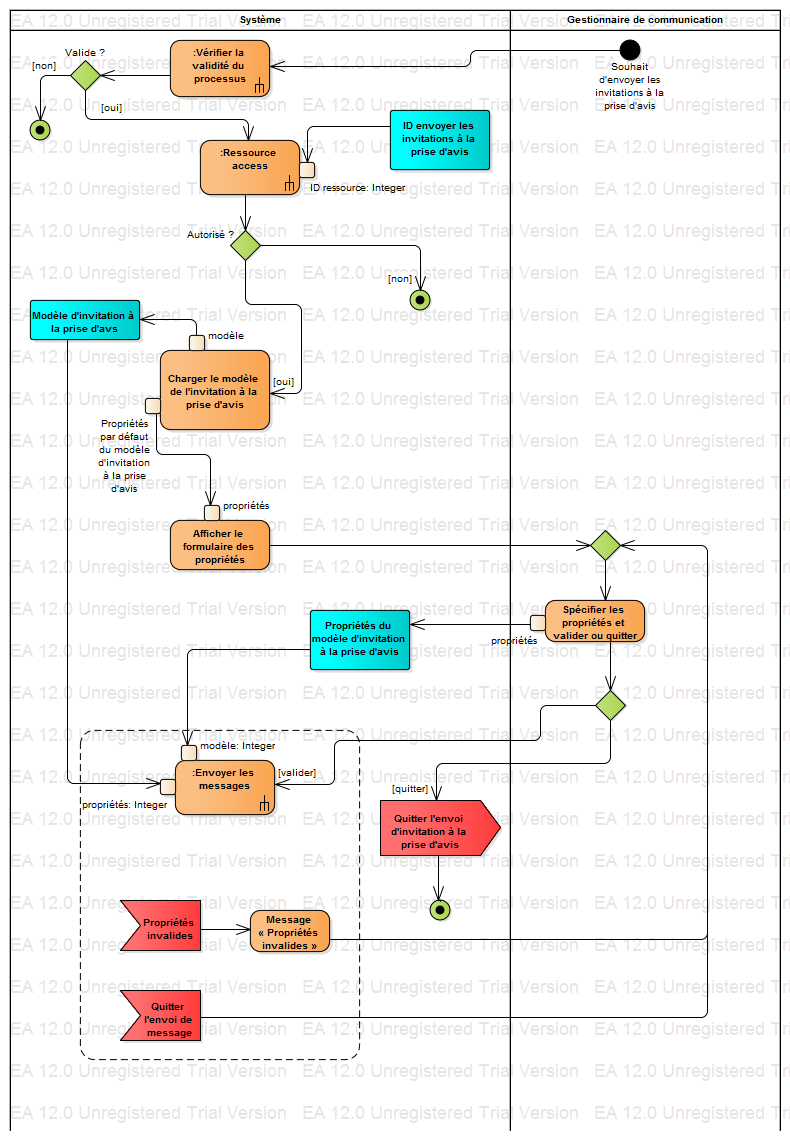 Système
Gestionnaire de communication
Valide ?
[non]
:Vérifier la
validité du
processus
Souhait
d'envoyer les
invitations à la
prise d'avis
[oui]
ID envoyer les
invitations à la
prise d'avis
:Ressource
access
ID ressource: Integer
Autorisé ?
[non]
Modèle d'invitation à
la prise d'avs
modèle
Charger le modèle
de l'invitation à la
prise d'avis
[oui]
Propriétés
par défaut
du modèle
d'invitation
à la prise
d'avis
propriétés
Afficher le
formulaire des
propriétés
Spécifier les
propriétés et
valider ou quitter
propriétés
Propriétés du
modèle d'invitation
à la prise d'avis
modèle: Integer
:Envoyer les
messages
[valider]
propriétés: Integer
[quitter]
Quitter l'envoi
d'invitation à la
prise d'avis
Propriétés
invalides
Message
« Propriétés
invalides »
Quitter
l'envoi de
message
EA 12.0 Unregistered Trial Version